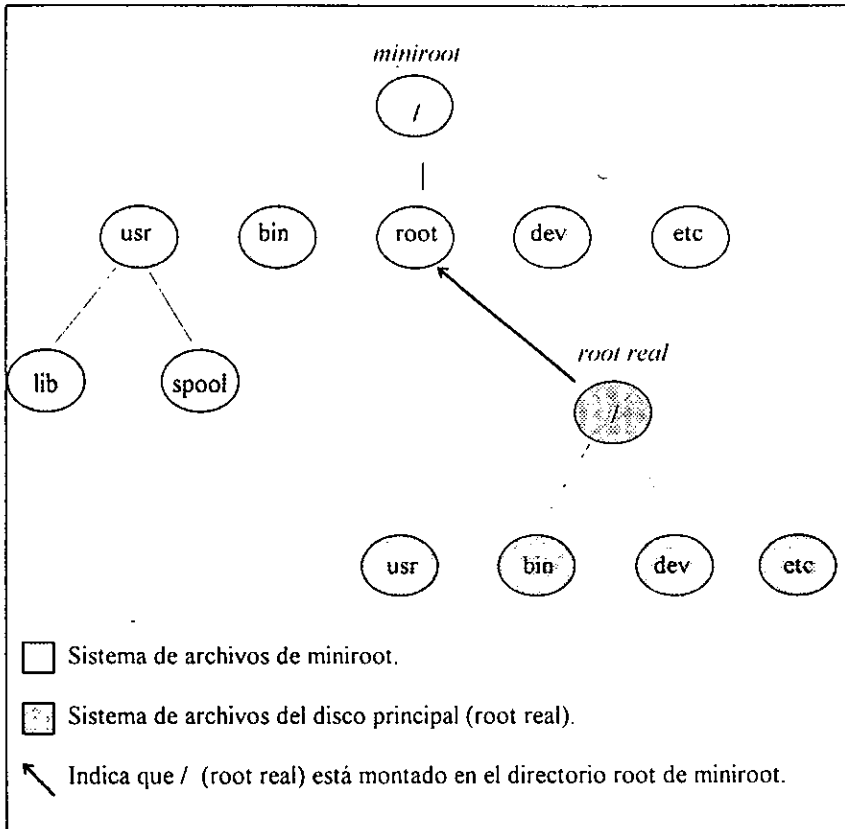 miniroot
/
usr bin root dev etc
lib spool
root real
/
usr bin dev etc
Sistema de archivos de miniroot.
Sistema de archivos del disco principal (root real).
Indica que / (root real) está montado en el directorio root de miniroot.